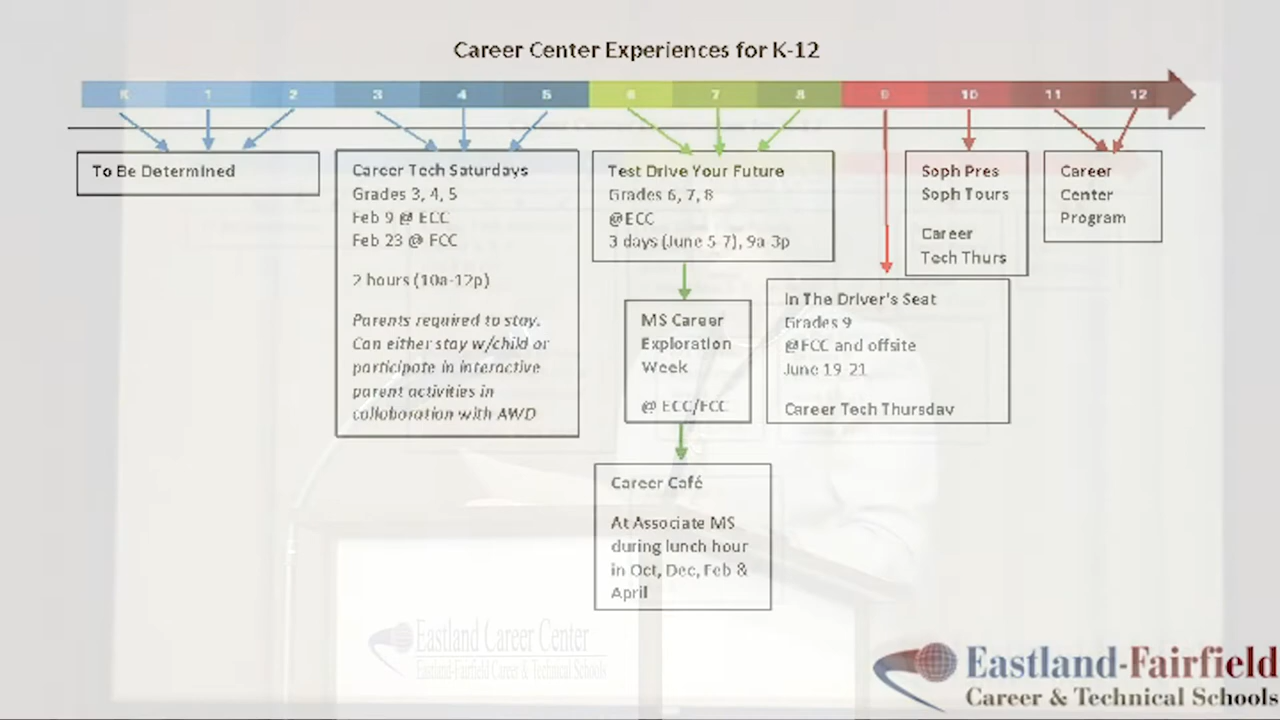 Career Center Experiences for K-12
K 1 2 3 4 5 6 7 8 9 10 11 12
To Be Determined
Career Tech Saturdays
Grades 3, 4, 5
Feb 9 @ ECC
Feb 23 @ FCC
2 hours (10a-12p)
Parents required to stay.
Can either stay w/child or
participate in interactive
parent activities in
collaboration with AWD
Test Drive Your Future
Grades 6, 7, 8
@ECC
3 days (June 5-7), 9a-3p
MS Career
Exploration
Week
@ ECC/FCC
Career Café
At Associate MS
during lunch hour
in Oct, Dec, Feb &
April
In The Driver's Seat
Grades 9
@FCC and offsite
June 19-21
Career Tech Thursday
Soph Pres
Soph Tours
Career
Tech Thurs
Career
Center
Program
Eastland Career Center
Eastland-Fairfield Career & Technical Schools
Eastland-Fairfield
Career & Technical Schools